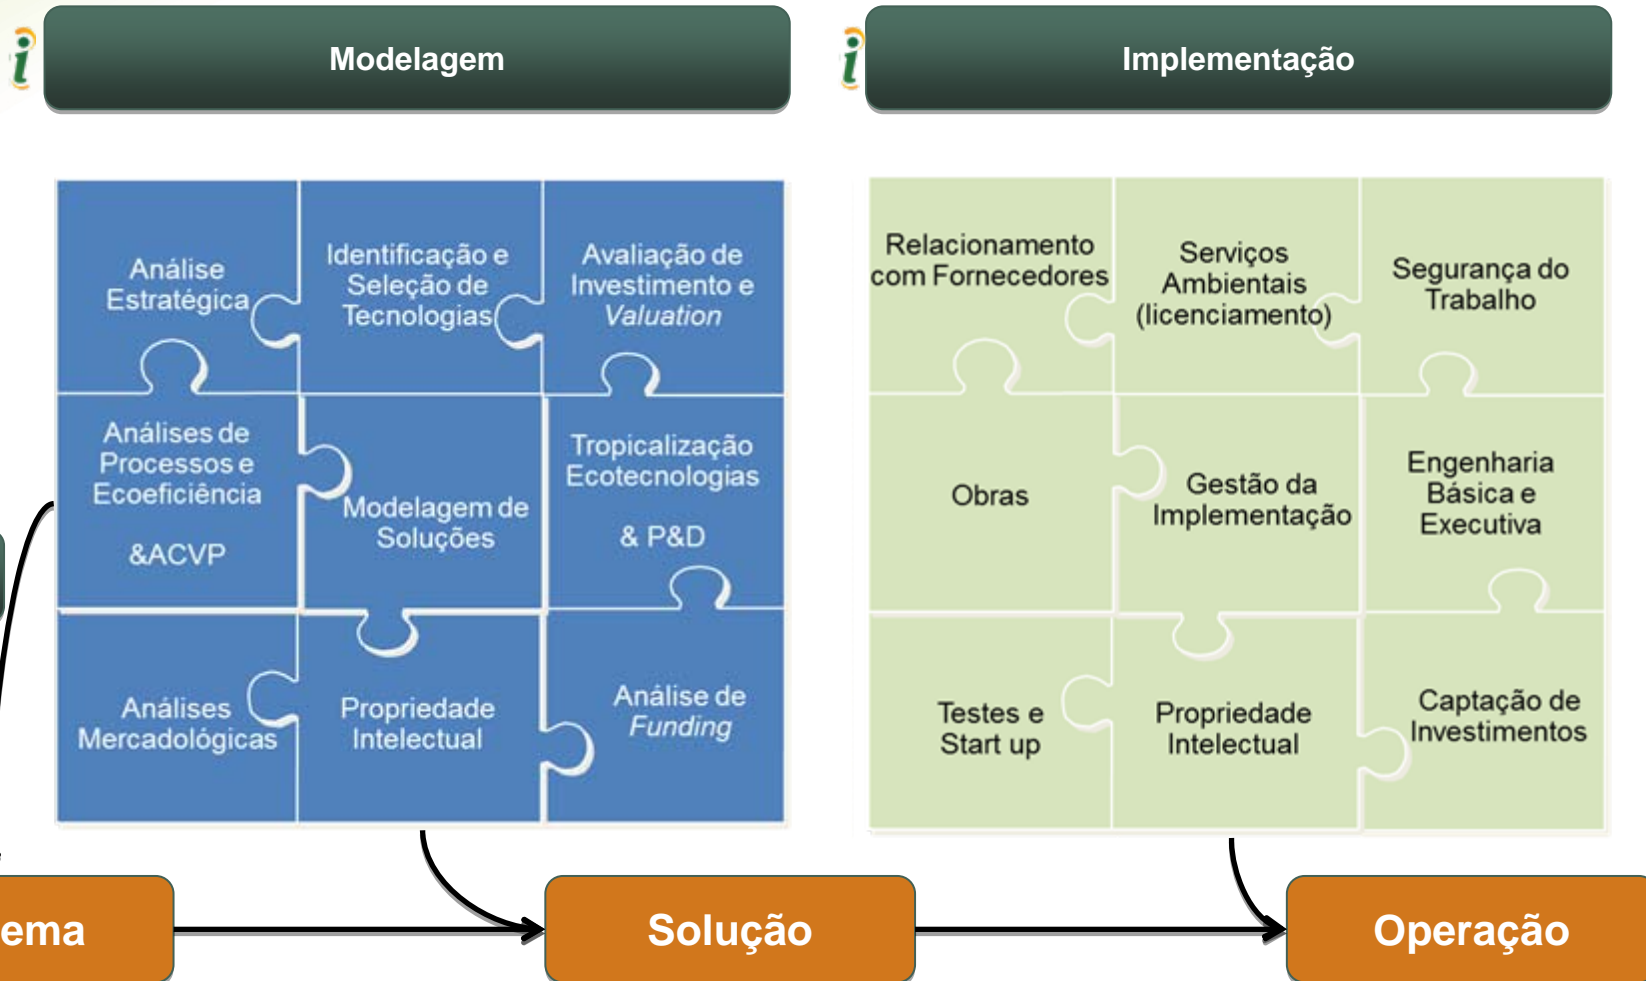 Modelagem
Implementação
Análise
Estratégica
Identificação e
Seleção de
Tecnologias
Avaliação de
Investimento e
Valuation
Análises de
Processos e
Ecoeficiência
&ACVP
Modelagem de
Soluções
Tropicalização
Ecotecnologias
& P&D
Análises
Mercadológicas
Propriedade
Intelectual
Análise de
Funding
Relacionamento
com Fornecedores
Serviços
Ambientais
(licenciamento)
Segurança do
Trabalho
Obras
Gestão da
Implementação
Engenharia
Básica e
Executiva
Testes e
Start up
Propriedade
Intelectual
Captação de
Investimentos
ema
Solução
Operação